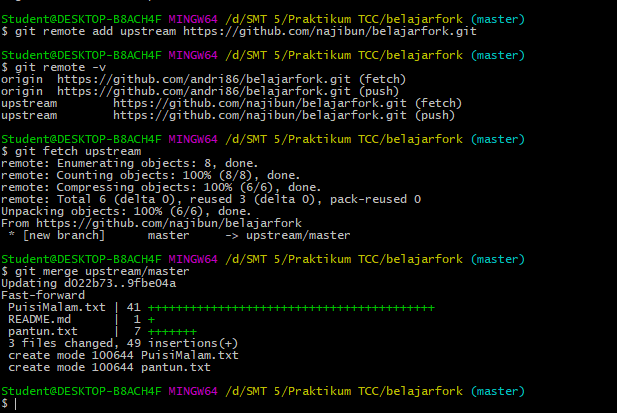 Student@DESKTOP-B8ACH4F MINGW64 /d/SMT 5/Praktikum TCC/belajarfork (master)
$ git remote add upstream https://github.com/najibun/belajarfork.git
Student@DESKTOP-B8ACH4F MINGW64 /d/SMT 5/Praktikum TCC/belajarfork (master)
$ git remote -v
origin  https://github.com/andri86/belajarfork.git (fetch)
origin  https://github.com/andri86/belajarfork.git (push)
upstream        https://github.com/najibun/belajarfork.git (fetch)
upstream        https://github.com/najibun/belajarfork.git (push)
Student@DESKTOP-B8ACH4F MINGW64 /d/SMT 5/Praktikum TCC/belajarfork (master)
$ git fetch upstream
remote: Enumerating objects: 8, done.
remote: Counting objects: 100% (8/8), done.
remote: Compressing objects: 100% (6/6), done.
remote: Total 6 (delta 0), reused 3 (delta 0), pack-reused 0
Unpacking objects: 100% (6/6), done.
From https://github.com/najibun/belajarfork
 * [new branch]      master     -> upstream/master
Student@DESKTOP-B8ACH4F MINGW64 /d/SMT 5/Praktikum TCC/belajarfork (master)
$ git merge upstream/master
Updating d022b73..9fbe04a
Fast-forward
 PuisiMalam.txt | 41 +++++++++++++++++++++++++++++++++++++++++
 README.md      |  1 +
 pantun.txt     |  7 +++++++
 3 files changed, 49 insertions(+)
 create mode 100644 PuisiMalam.txt
 create mode 100644 pantun.txt
Student@DESKTOP-B8ACH4F MINGW64 /d/SMT 5/Praktikum TCC/belajarfork (master)
$